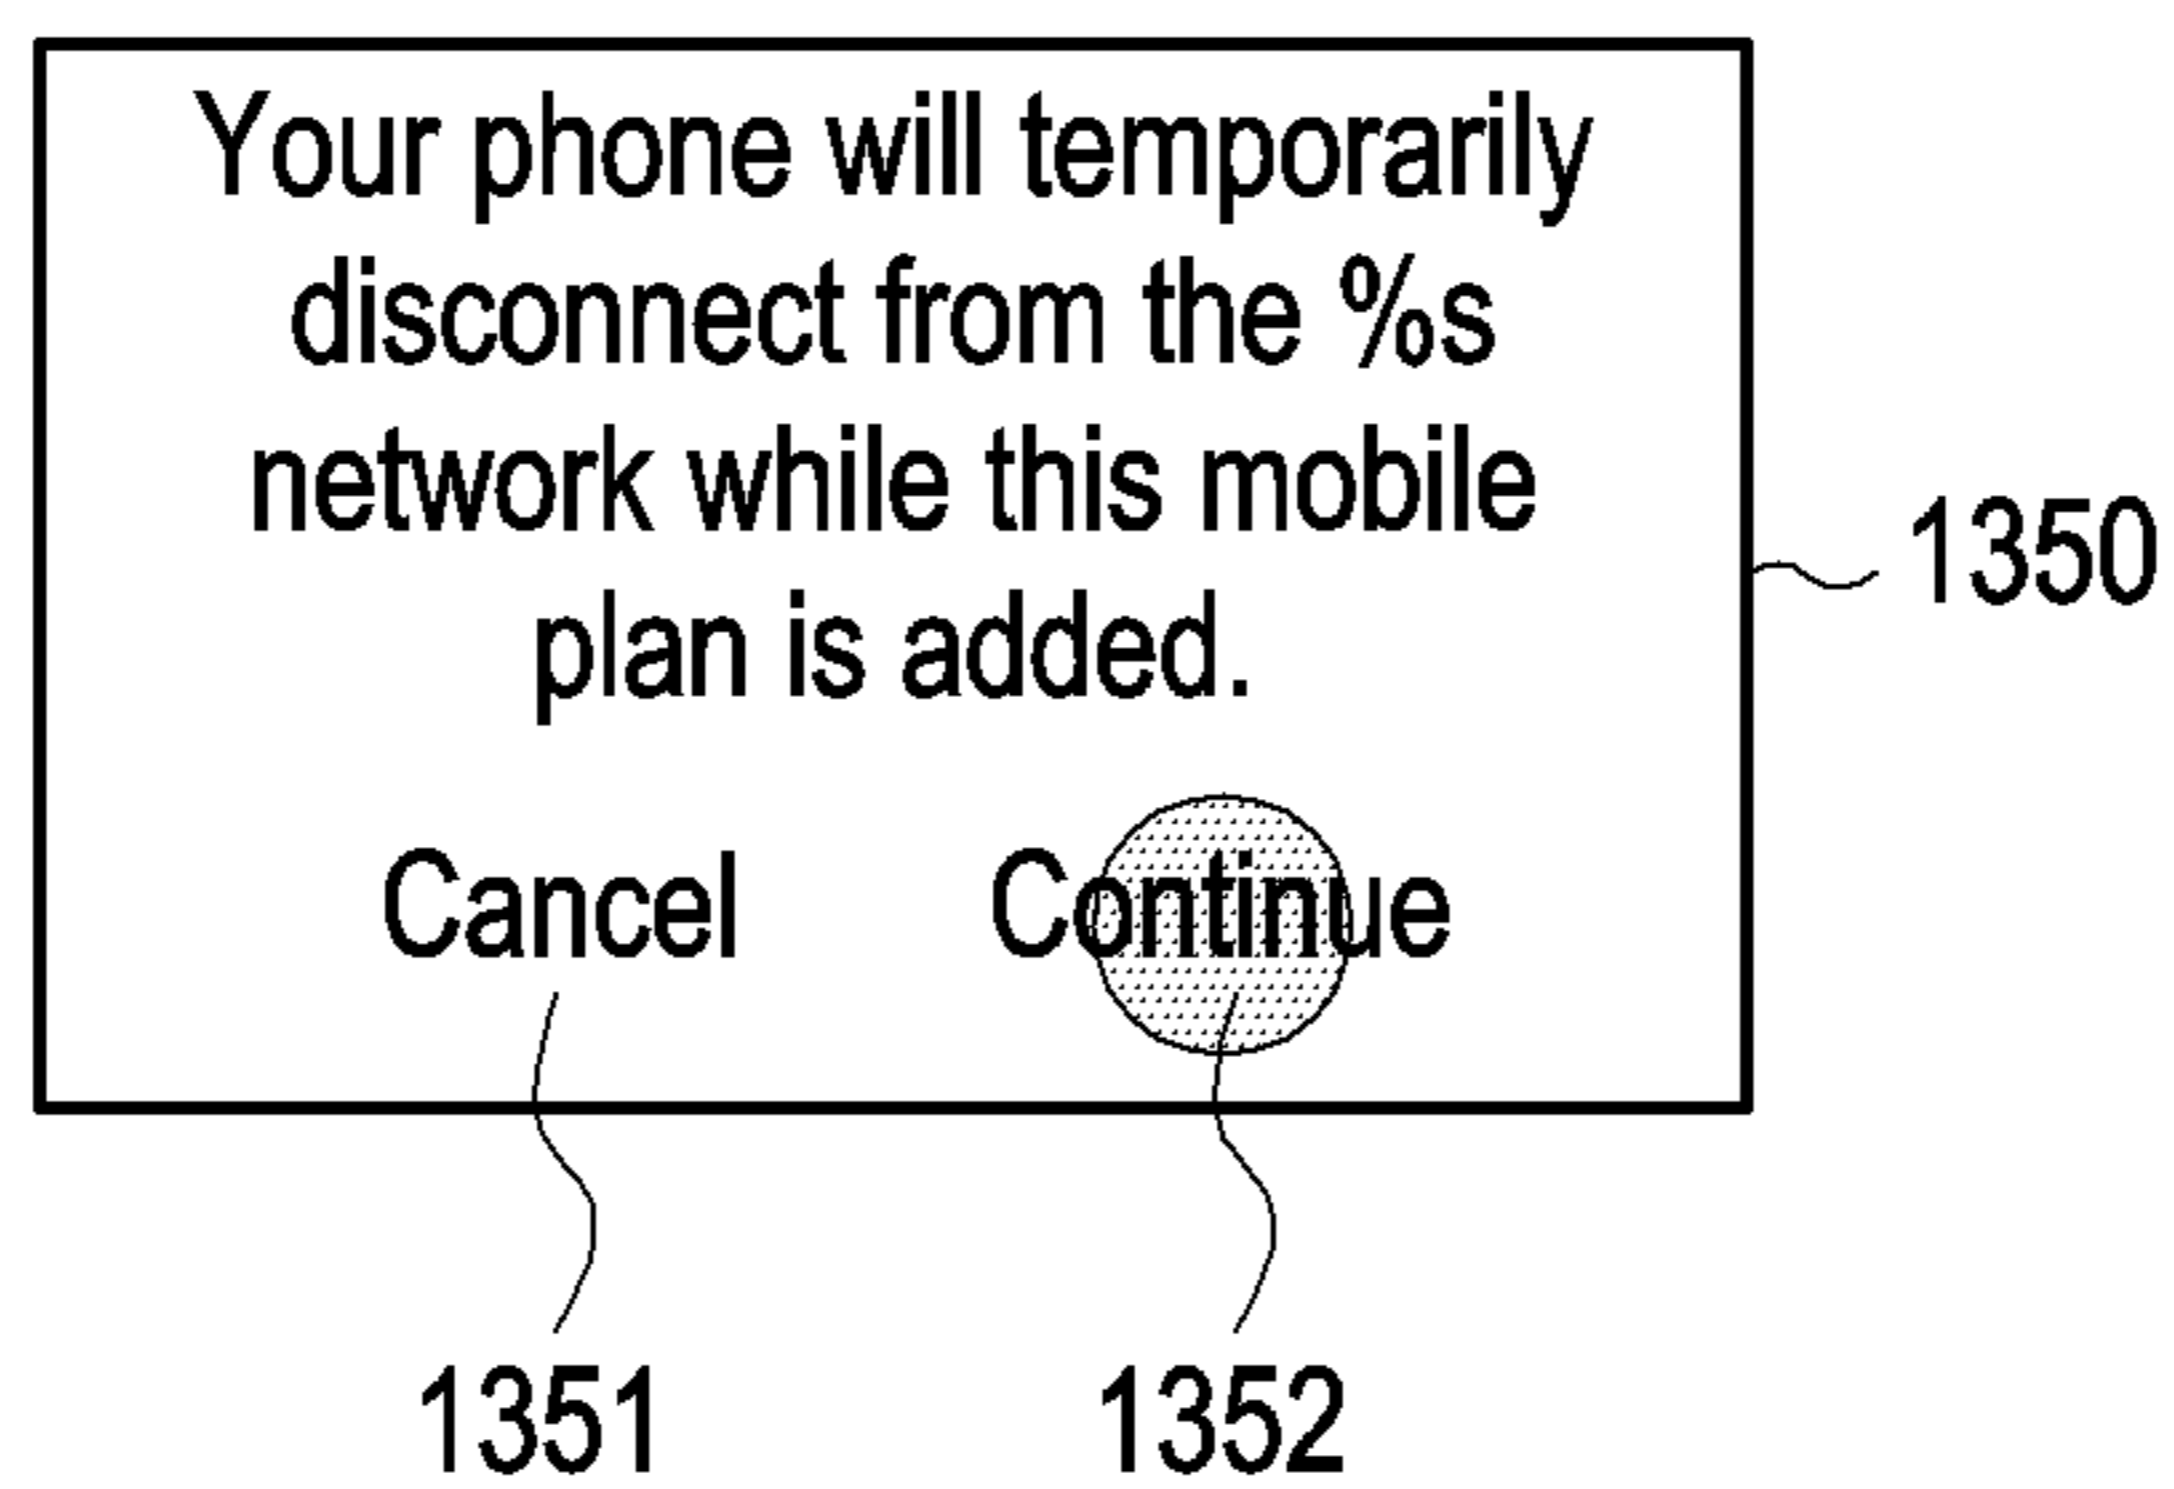 Your phone will temporarily
disconnect from the %s
network while this mobile
plan is added.
1350
Cancel Continue
1351 1352